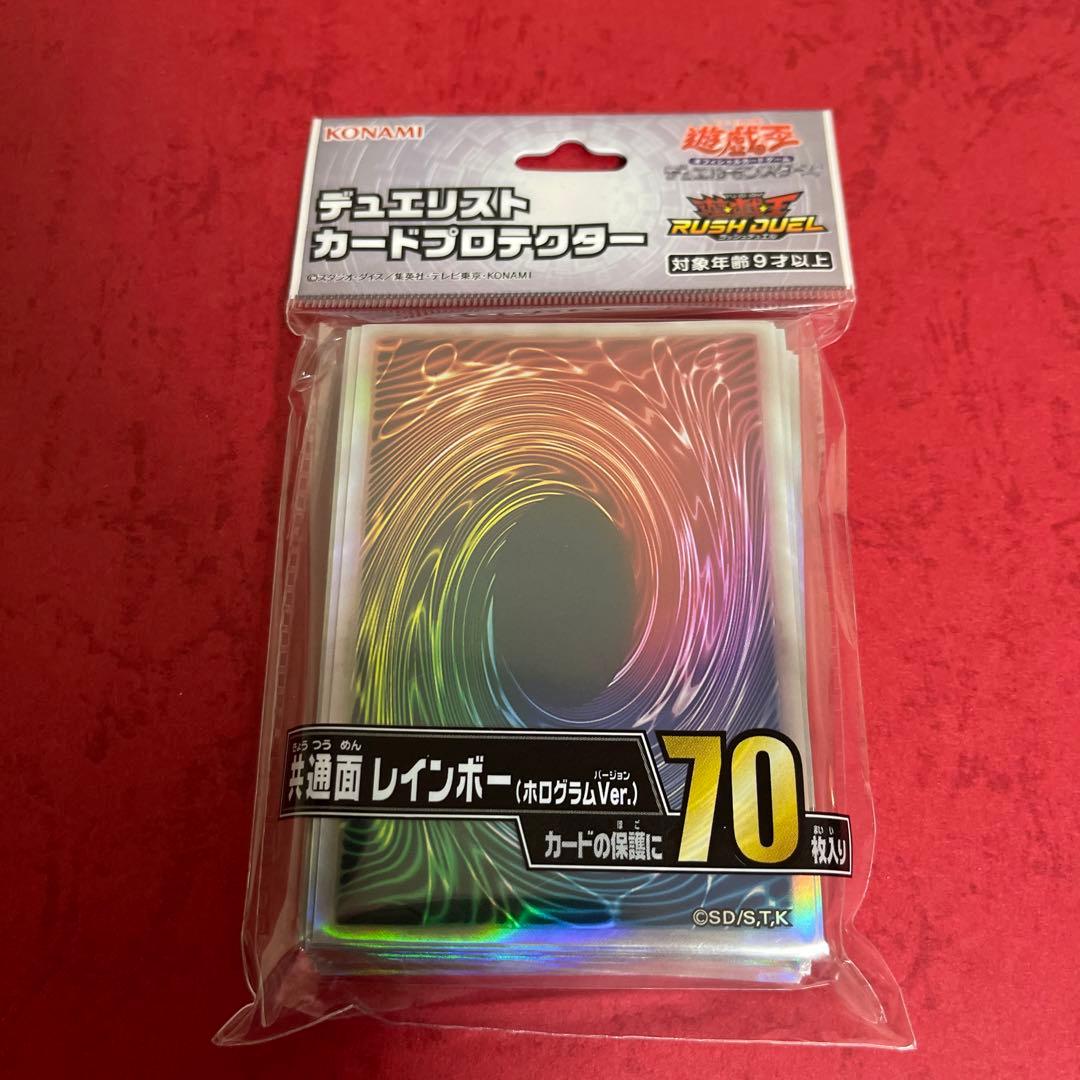 KONAMI
遊戯王
オフィシャルカードゲーム
デュエルモンスターズ
デュエリスト
カードプロテクター
遊☆戯☆王
RUSH DUEL
ラッシュデュエル
対象年齢9才以上
©スタジオ・ダイス/集英社・テレビ東京・KONAMI
きょうつうめん
共通面 レインボー(ホログラムVer.)
バージョン
70
ほご
カードの保護に
まいい
枚入り
©SD/S,T,K